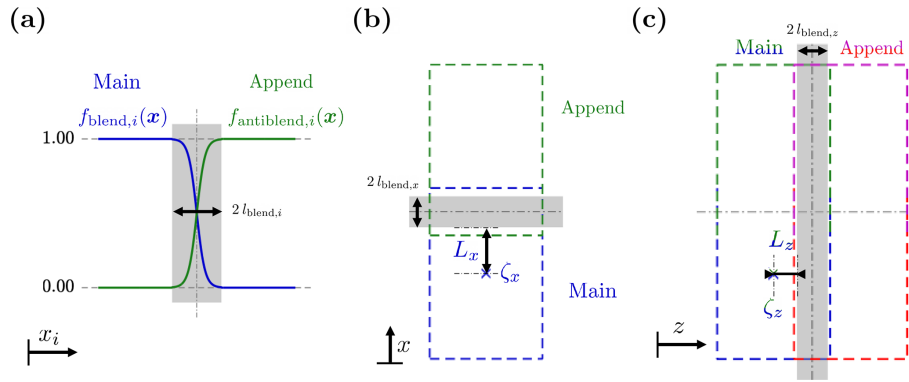 (a)
Main
Append
f_blend,i(x)
f_antiblend,i(x)
1.00
2 l_blend,i
0.00
x_i
(b)
Append
2 l_blend,x
L_x
ζ_x
Main
x
(c)
2 l_blend,z
Main
Append
L_z
ζ_z
z